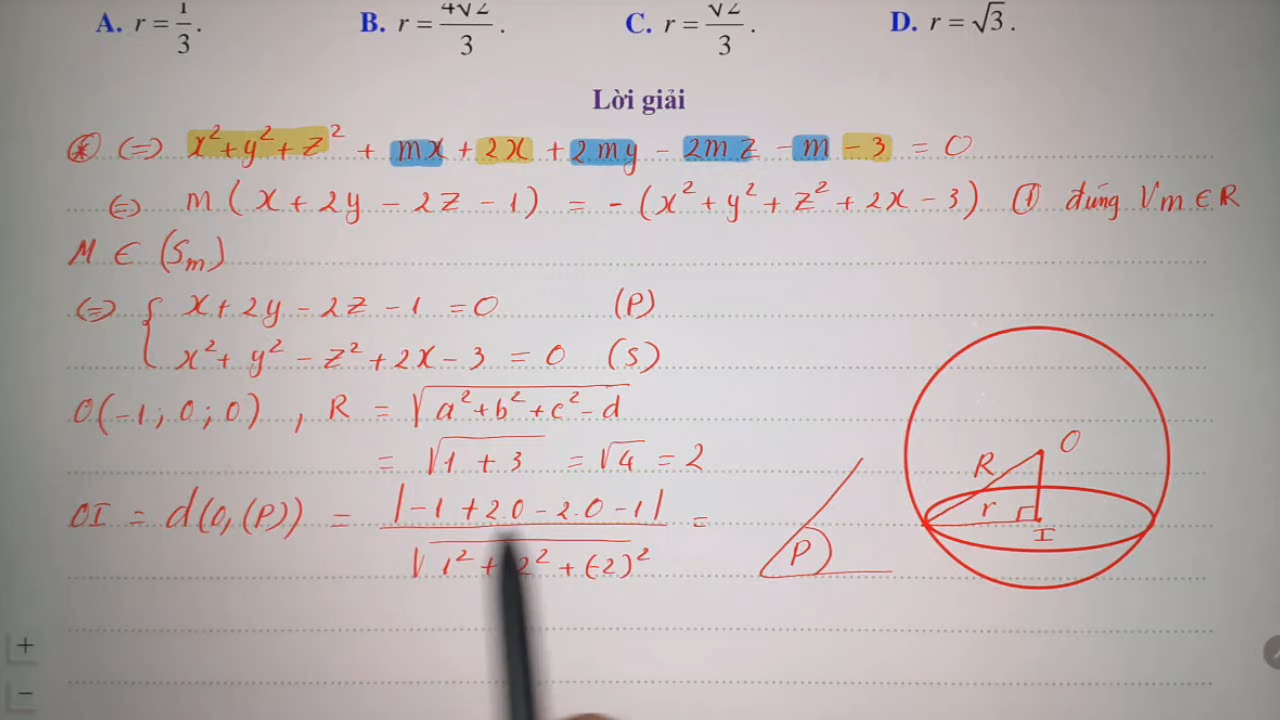 A. r = 1/3. B. r = 4√2/3. C. r = √2/3. D. r = √3.
Lời giải
(*) (=) x² + y² + z² + mx + 2x + 2my - 2mz - m - 3 = 0
(=) m(x + 2y - 2z - 1) = -(x² + y² + z² + 2x - 3) (1) đúng ∀m ∈ R
M ∈ (Sm)
(=) { x + 2y - 2z - 1 = 0 (P)
x² + y² - z² + 2x - 3 = 0 (S)
O(-1; 0; 0), R = √(a² + b² + c² - d)
= √(1 + 3) = √4 = 2
OI = d(O, (P)) = |-1 + 2.0 - 2.0 - 1| / √(1² + 2² + (-2)²) =
O
R
r
I
P
+
−